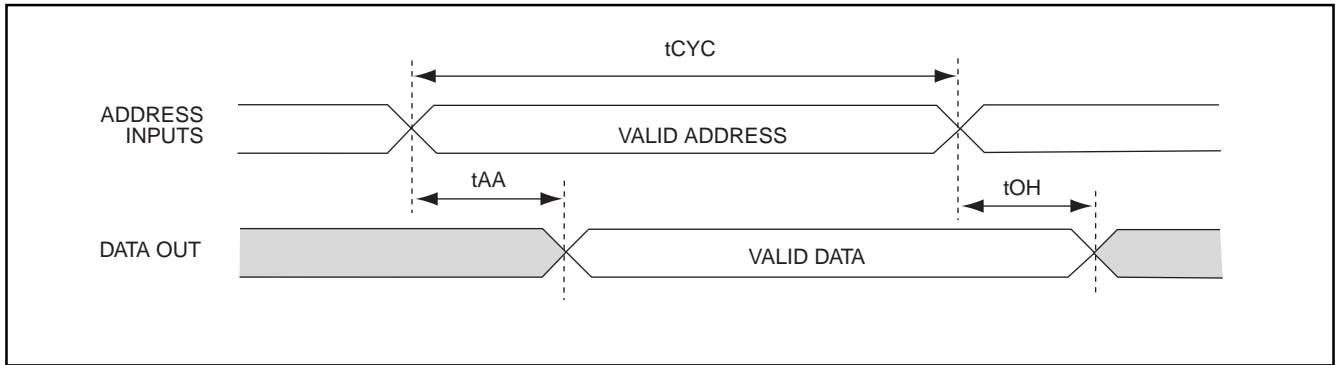 tCYC
ADDRESS
INPUTS
VALID ADDRESS
tAA
tOH
DATA OUT
VALID DATA